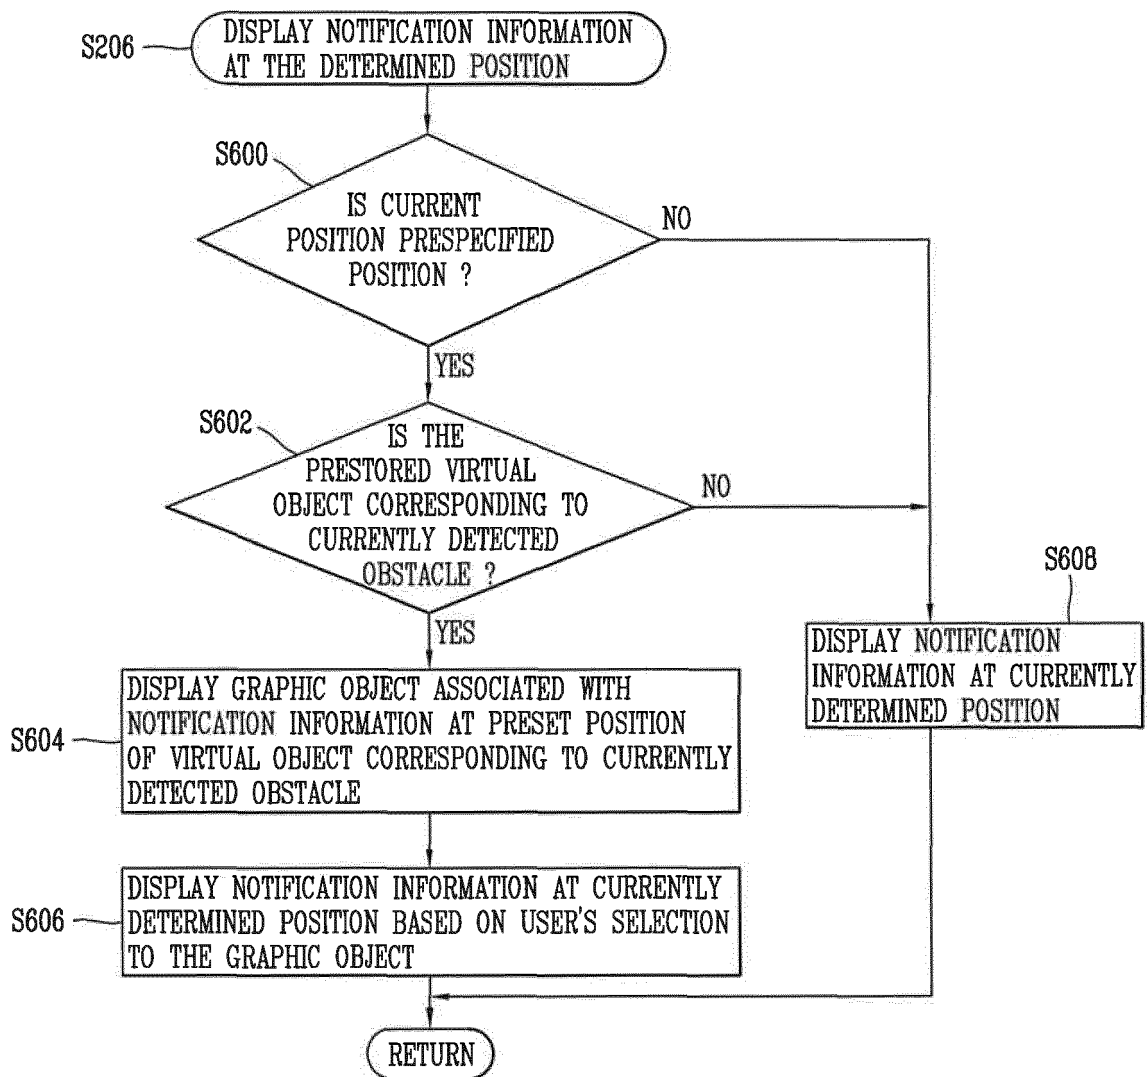 S206
DISPLAY NOTIFICATION INFORMATION
AT THE DETERMINED POSITION
S600
IS CURRENT
POSITION PRESPECIFIED
POSITION ?
NO
YES
S602
IS THE
PRESTORED VIRTUAL
OBJECT CORRESPONDING TO
CURRENTLY DETECTED
OBSTACLE ?
NO
YES
S608
DISPLAY NOTIFICATION
INFORMATION AT CURRENTLY
DETERMINED POSITION
S604
DISPLAY GRAPHIC OBJECT ASSOCIATED WITH
NOTIFICATION INFORMATION AT PRESET POSITION
OF VIRTUAL OBJECT CORRESPONDING TO CURRENTLY
DETECTED OBSTACLE
S606
DISPLAY NOTIFICATION INFORMATION AT CURRENTLY
DETERMINED POSITION BASED ON USER'S SELECTION
TO THE GRAPHIC OBJECT
RETURN